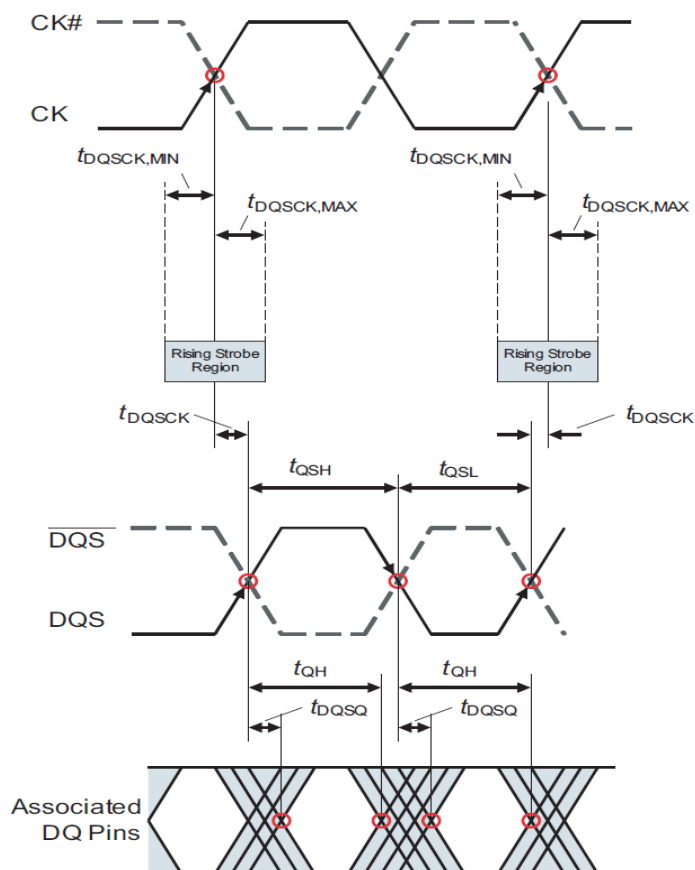 CK#
CK
tDQSCK,MIN
tDQSCK,MIN
tDQSCK,MAX
tDQSCK,MAX
Rising Strobe
Region
Rising Strobe
Region
tDQSCK
tDQSCK
tQSH
tQSL
DQS
DQS
tQH
tQH
tDQSQ
tDQSQ
Associated
DQ Pins